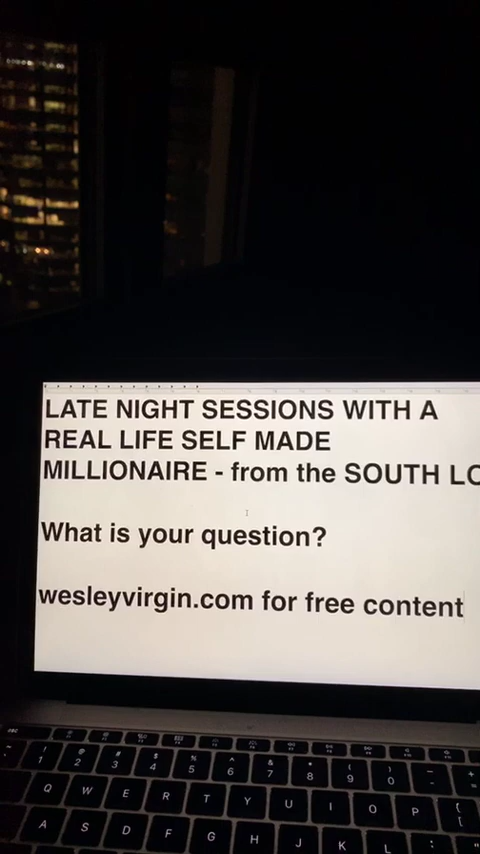 LATE NIGHT SESSIONS WITH A
REAL LIFE SELF MADE
MILLIONAIRE - from the SOUTH
What is your question?
wesleyvirgin.com for free content
! @ # $ % ^ & * ( ) _ +
1 2 3 4 5 6 7 8 9 0 - =
Q W E R T Y U I O P { [
A S D F G H J K L : "